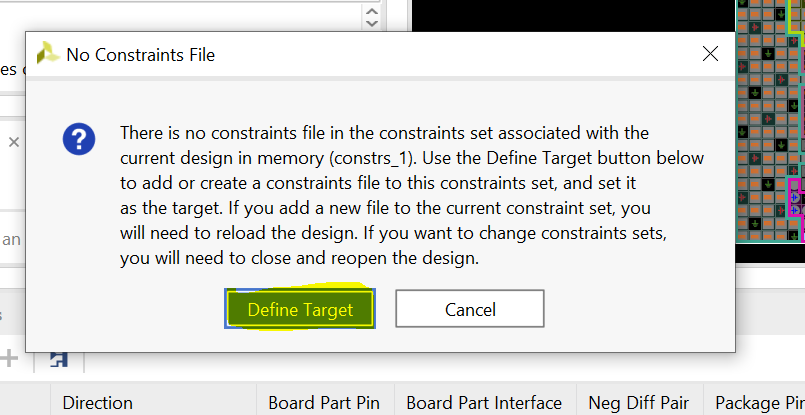 No Constraints File
es
There is no constraints file in the constraints set associated with the
current design in memory (constrs_1). Use the Define Target button below
to add or create a constraints file to this constraints set, and set it
as the target. If you add a new file to the current constraint set, you
will need to reload the design. If you want to change constraints sets,
you will need to close and reopen the design.
an
Define Target
Cancel
Direction
Board Part Pin
Board Part Interface
Neg Diff Pair
Package Pin